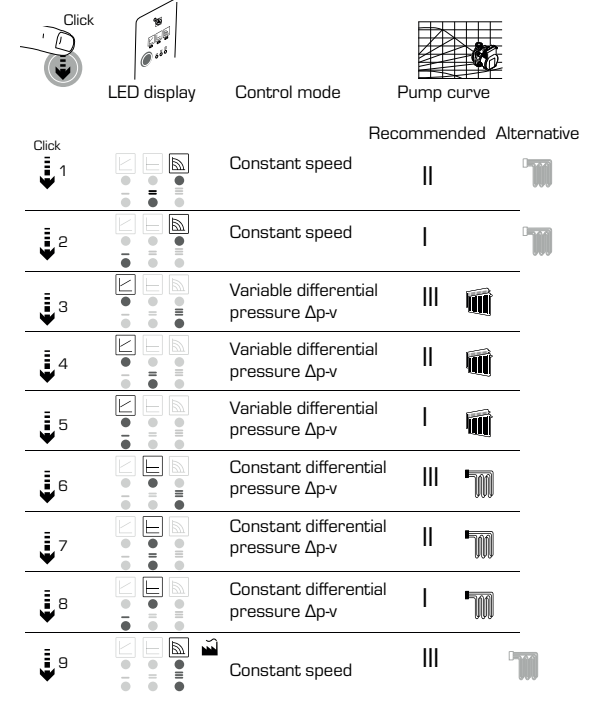 Click
LED display Control mode Pump curve
Recommended Alternative
Click
1 Constant speed II
2 Constant speed I
3 Variable differential III
pressure Δp-v
4 Variable differential II
pressure Δp-v
5 Variable differential I
pressure Δp-v
6 Constant differential III
pressure Δp-v
7 Constant differential II
pressure Δp-v
8 Constant differential I
pressure Δp-v
9 Constant speed III